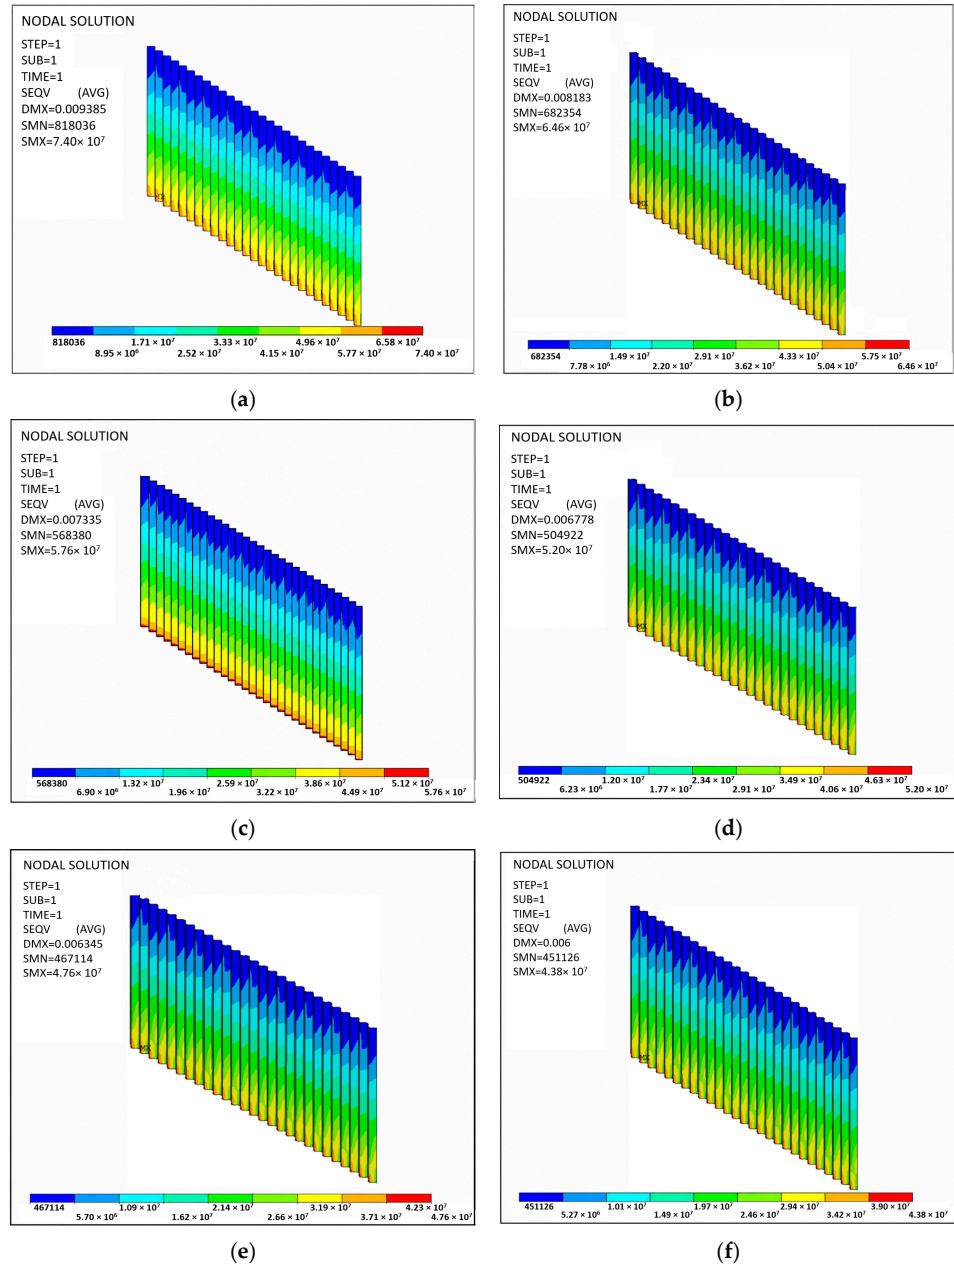 NODAL SOLUTION
STEP=1
SUB=1
TIME=1
SEQV (AVG)
DMX=0.009385
SMN=818036
SMX=7.40× 10⁷
MX
818036 1.71 × 10⁷ 3.33 × 10⁷ 4.96 × 10⁷ 6.58 × 10⁷
8.95 × 10⁶ 2.52 × 10⁷ 4.15 × 10⁷ 5.77 × 10⁷ 7.40 × 10⁷
(a)
NODAL SOLUTION
STEP=1
SUB=1
TIME=1
SEQV (AVG)
DMX=0.008183
SMN=682354
SMX=6.46× 10⁷
MX
682354 1.49 × 10⁷ 2.91 × 10⁷ 4.33 × 10⁷ 5.75 × 10⁷
7.78 × 10⁶ 2.20 × 10⁷ 3.62 × 10⁷ 5.04 × 10⁷ 6.46 × 10⁷
(b)
NODAL SOLUTION
STEP=1
SUB=1
TIME=1
SEQV (AVG)
DMX=0.007335
SMN=568380
SMX=5.76× 10⁷
568380 1.32 × 10⁷ 2.59 × 10⁷ 3.86 × 10⁷ 5.12 × 10⁷
6.90 × 10⁶ 1.96 × 10⁷ 3.22 × 10⁷ 4.49 × 10⁷ 5.76 × 10⁷
(c)
NODAL SOLUTION
STEP=1
SUB=1
TIME=1
SEQV (AVG)
DMX=0.006778
SMN=504922
SMX=5.20× 10⁷
MX
504922 1.20 × 10⁷ 2.34 × 10⁷ 3.49 × 10⁷ 4.63 × 10⁷
6.23 × 10⁶ 1.77 × 10⁷ 2.91 × 10⁷ 4.06 × 10⁷ 5.20 × 10⁷
(d)
NODAL SOLUTION
STEP=1
SUB=1
TIME=1
SEQV (AVG)
DMX=0.006345
SMN=467114
SMX=4.76× 10⁷
MX
467114 1.09 × 10⁷ 2.14 × 10⁷ 3.19 × 10⁷ 4.23 × 10⁷
5.70 × 10⁶ 1.62 × 10⁷ 2.66 × 10⁷ 3.71 × 10⁷ 4.76 × 10⁷
(e)
NODAL SOLUTION
STEP=1
SUB=1
TIME=1
SEQV (AVG)
DMX=0.006
SMN=451126
SMX=4.38× 10⁷
MX
451126 1.01 × 10⁷ 1.97 × 10⁷ 2.94 × 10⁷ 3.90 × 10⁷
5.27 × 10⁶ 1.49 × 10⁷ 2.46 × 10⁷ 3.42 × 10⁷ 4.38 × 10⁷
(f)